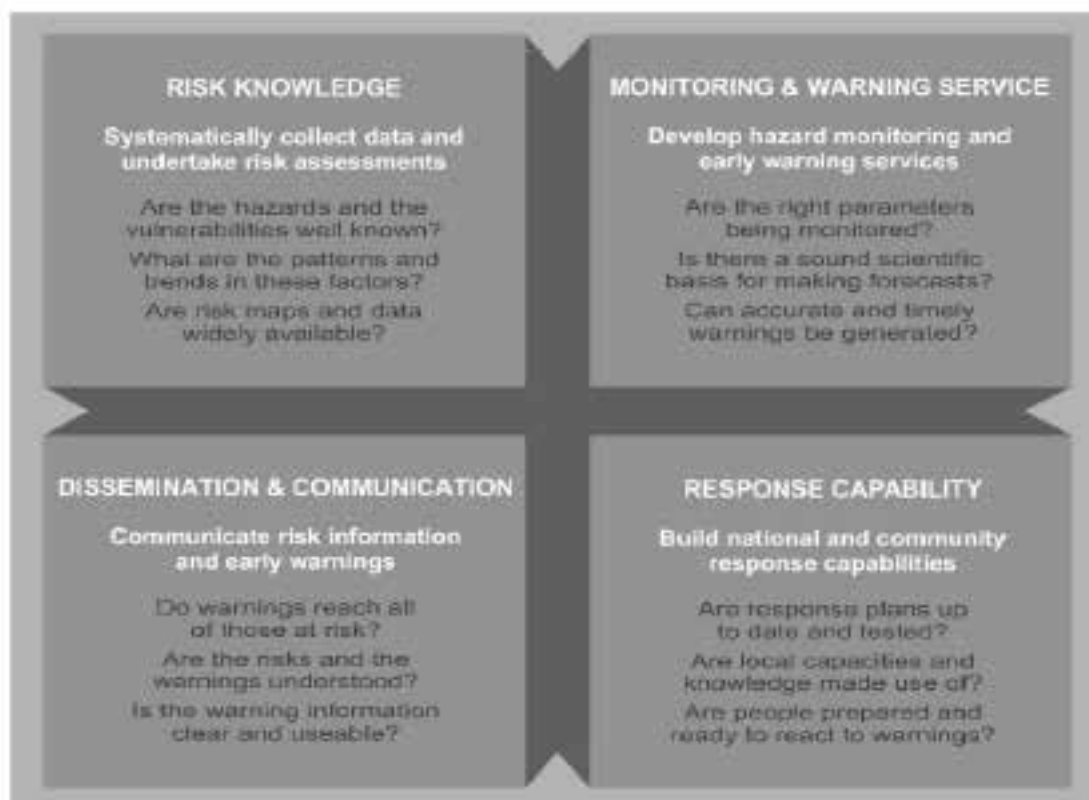 RISK KNOWLEDGE
Systematically collect data and
undertake risk assessments
Are the hazards and the
vulnerabilities well known?
What are the patterns and
trends in these factors?
Are risk maps and data
widely available?
MONITORING & WARNING SERVICE
Develop hazard monitoring and
early warning services
Are the right parameters
being monitored?
Is there a sound scientific
basis for making forecasts?
Can accurate and timely
warnings be generated?
DISSEMINATION & COMMUNICATION
Communicate risk information
and early warnings
Do warnings reach all
of those at risk?
Are the risks and the
warnings understood?
Is the warning information
clear and useable?
RESPONSE CAPABILITY
Build national and community
response capabilities
Are response plans up
to date and tested?
Are local capacities and
knowledge made use of?
Are people prepared and
ready to react to warnings?